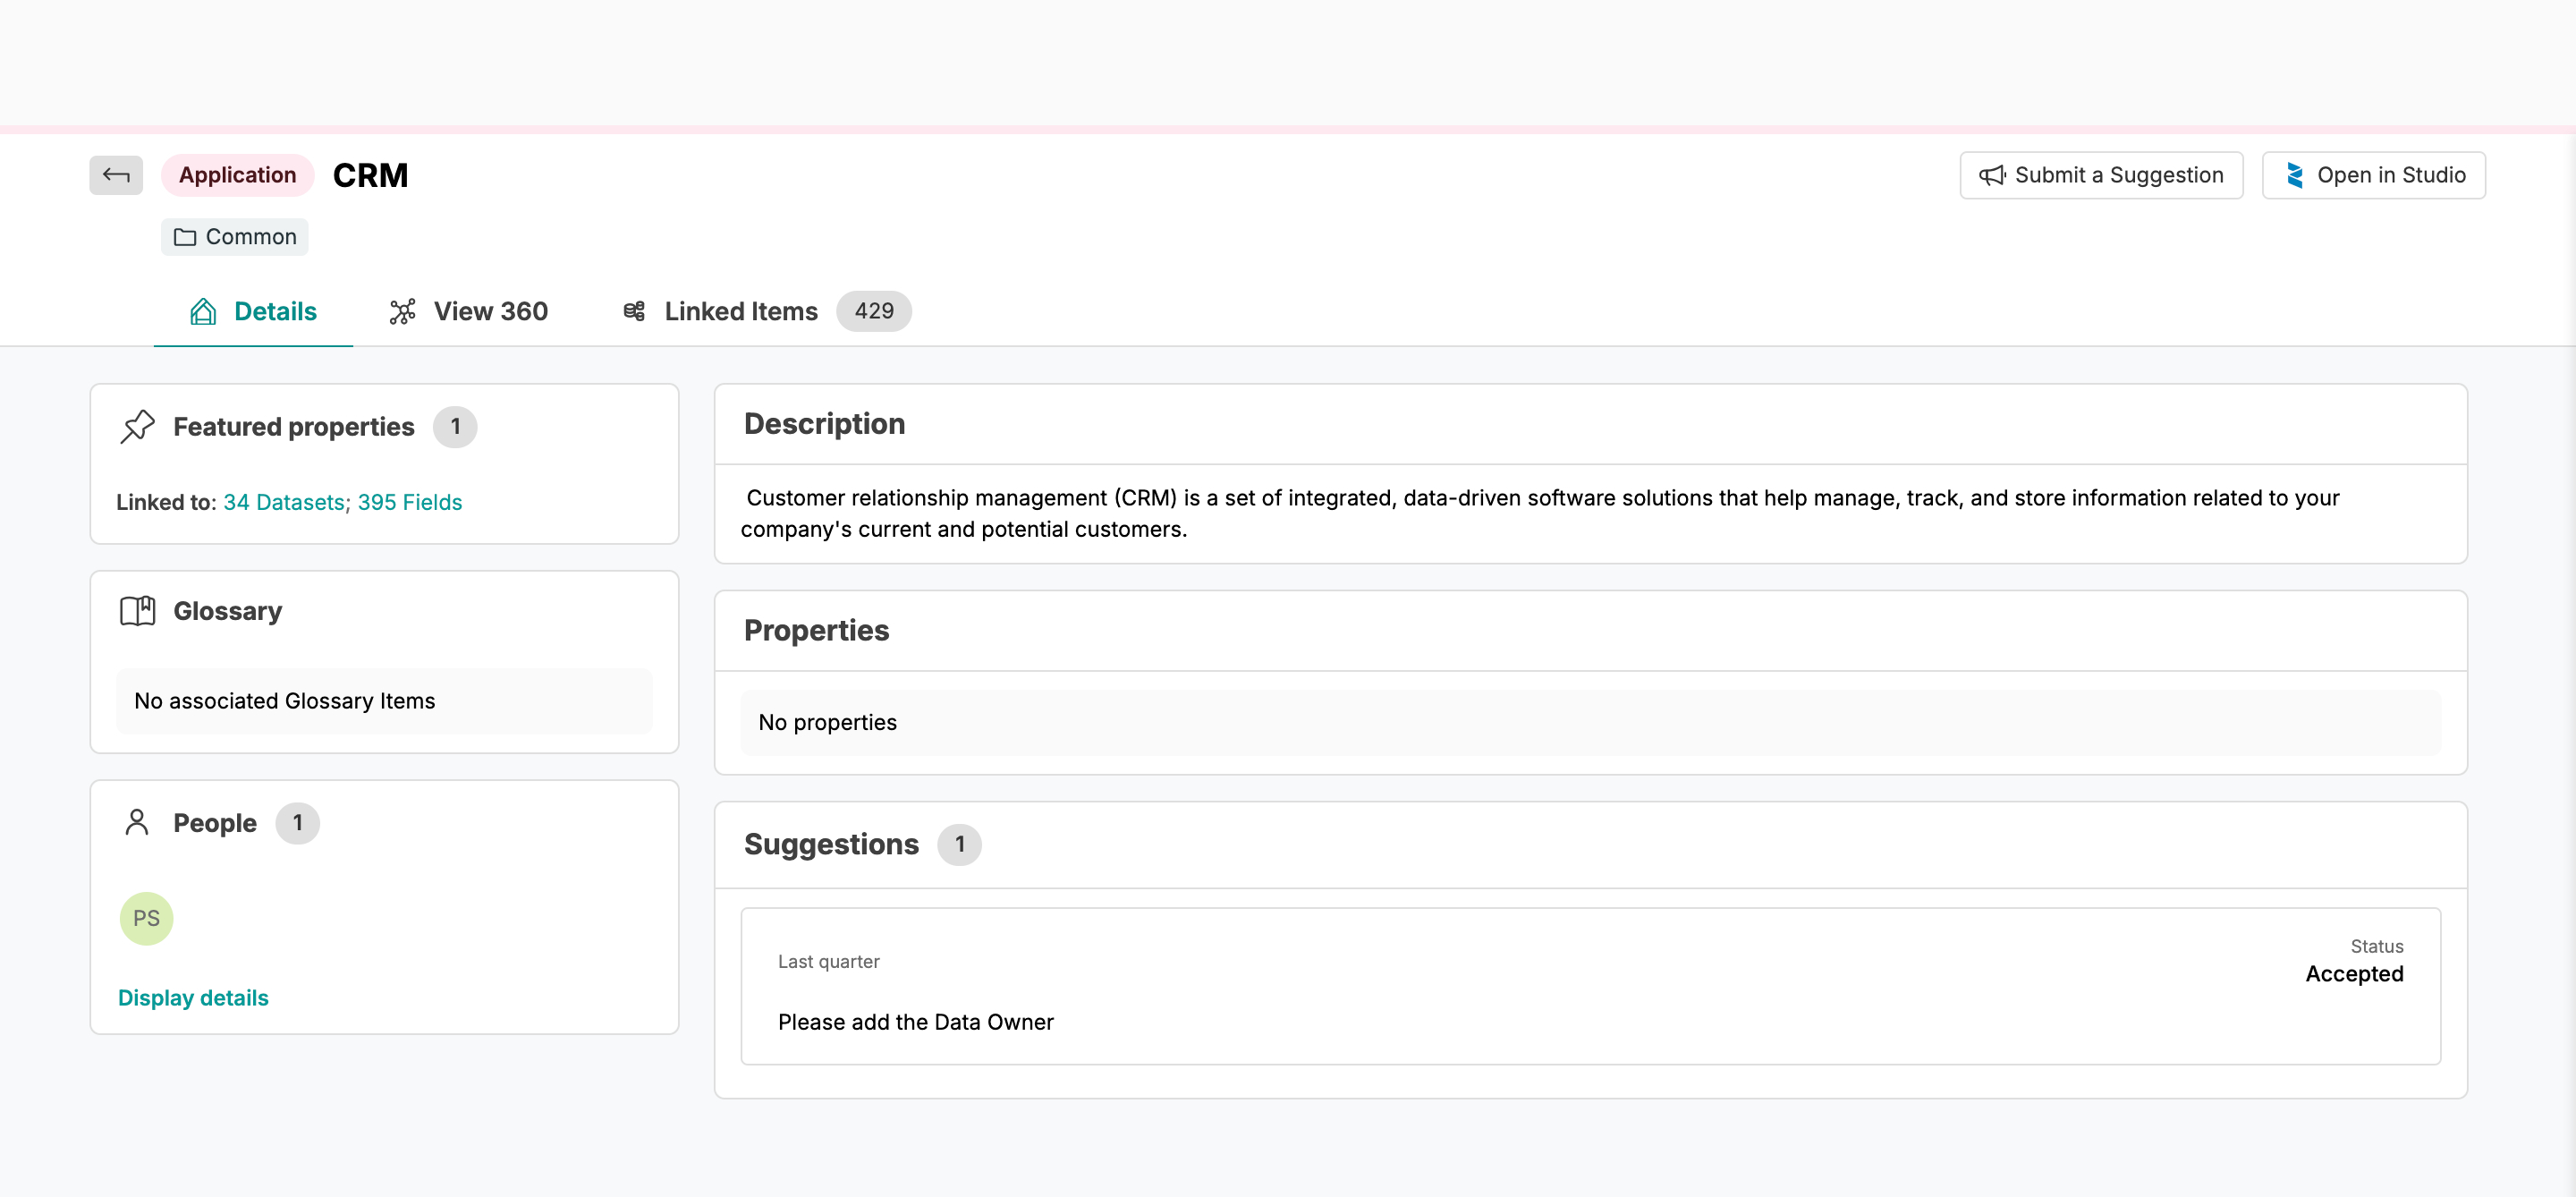 Application CRM
Submit a Suggestion
Open in Studio
Common
Details
View 360
Linked Items 429
Featured properties 1
Linked to: 34 Datasets; 395 Fields
Glossary
No associated Glossary Items
People 1
PS
Display details
Description
Customer relationship management (CRM) is a set of integrated, data-driven software solutions that help manage, track, and store information related to your
company's current and potential customers.
Properties
No properties
Suggestions 1
Last quarter
Status
Accepted
Please add the Data Owner